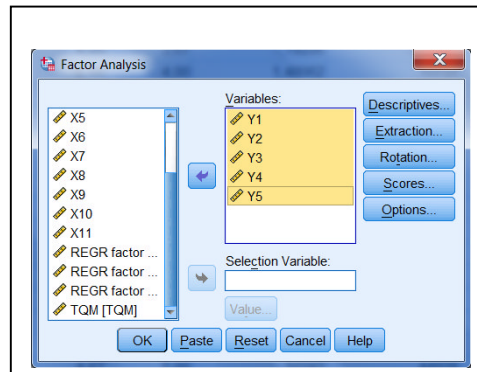 Factor Analysis
X5
X6
X7
X8
X9
X10
X11
REGR factor ...
REGR factor ...
REGR factor ...
TQM [TQM]
Variables:
Y1
Y2
Y3
Y4
Y5
Selection Variable:
Value...
Descriptives...
Extraction...
Rotation...
Scores...
Options...
OK
Paste
Reset
Cancel
Help